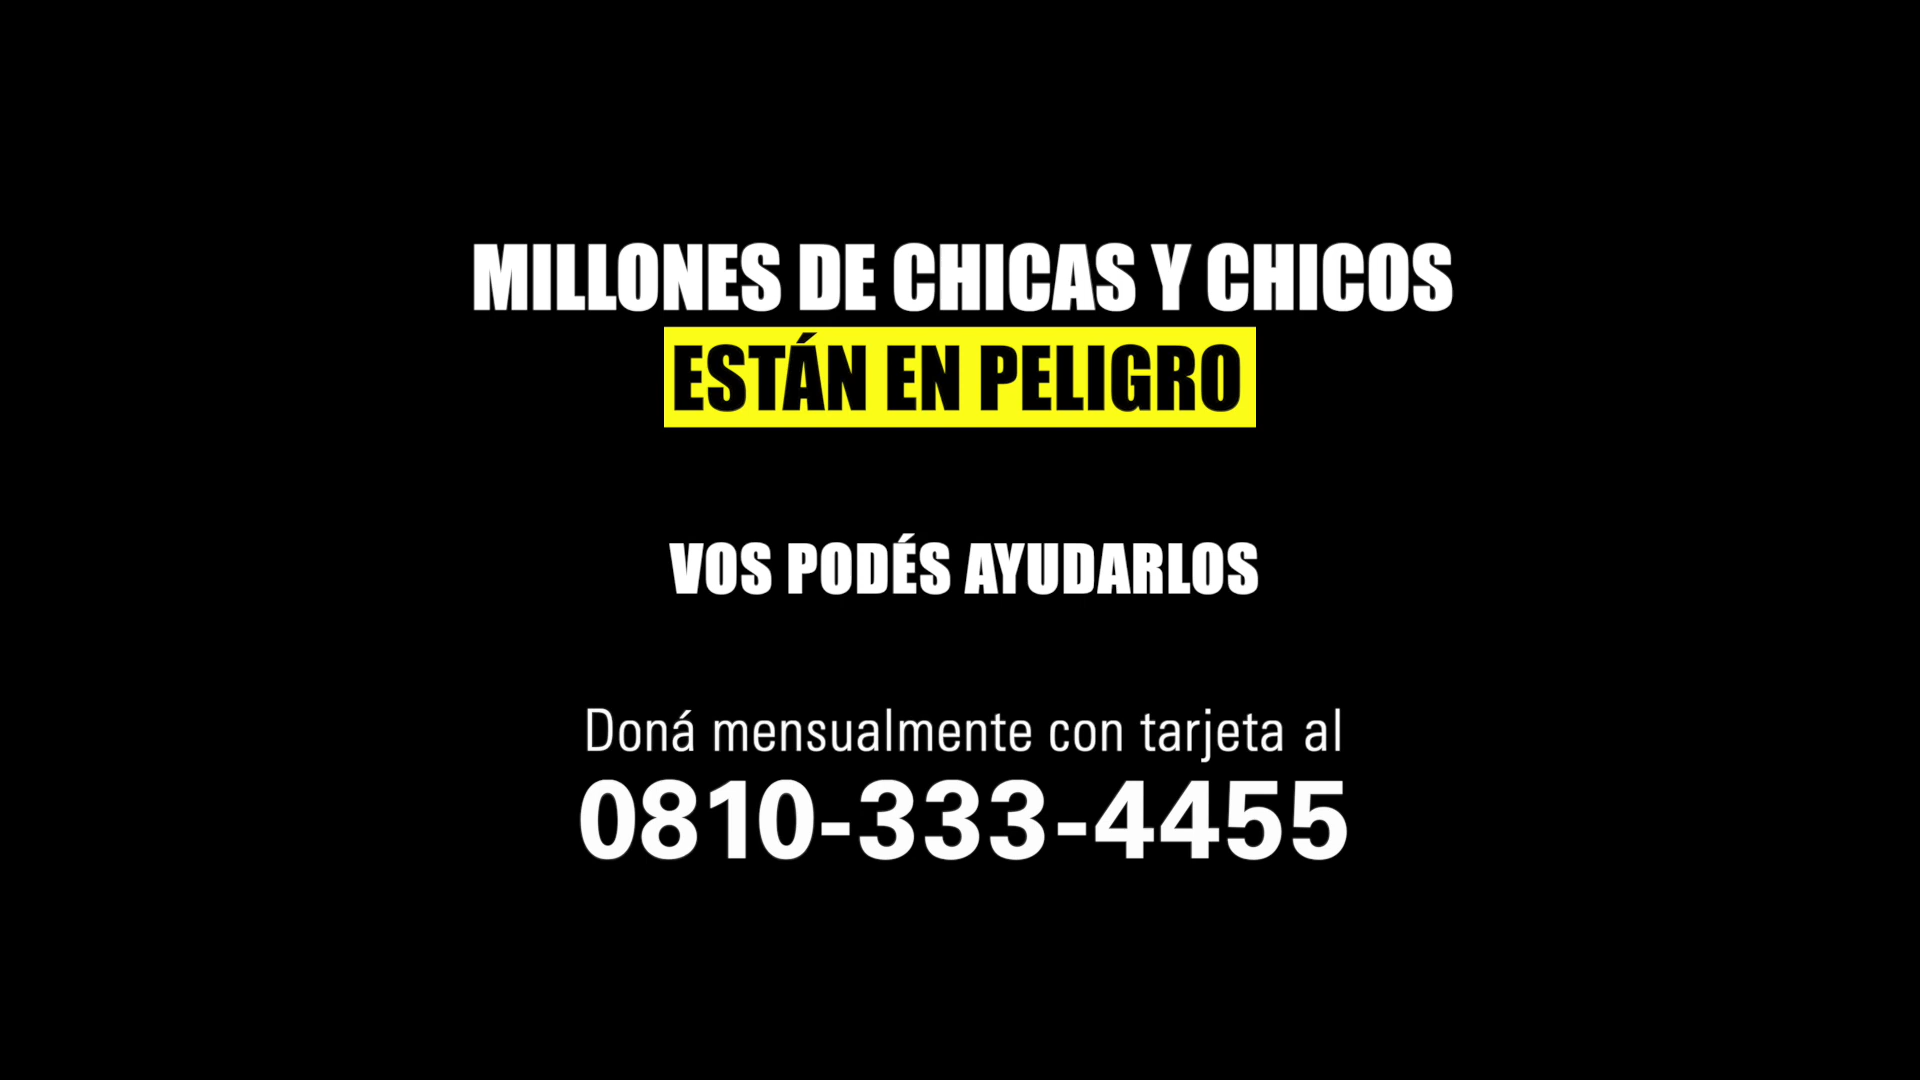 MILLONES DE CHICAS Y CHICOS
ESTÁN EN PELIGRO
VOS PODÉS AYUDARLOS
Doná mensualmente con tarjeta al
0810-333-4455